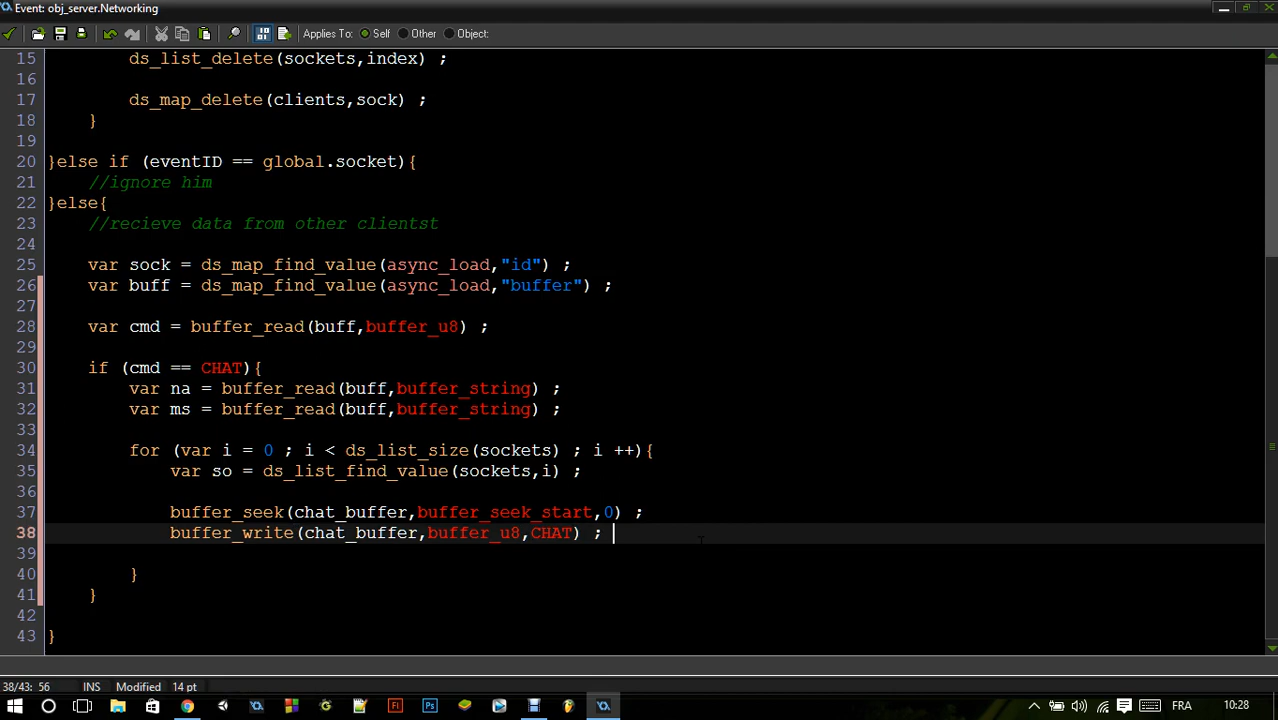 Event: obj_server.Networking
Applies To: Self Other Object:
15 ds_list_delete(sockets,index) ;
16
17 ds_map_delete(clients,sock) ;
18 }
19
20 }else if (eventID == global.socket){
21 //ignore him
22 }else{
23 //recieve data from other clientst
24
25 var sock = ds_map_find_value(async_load,"id") ;
26 var buff = ds_map_find_value(async_load,"buffer") ;
27
28 var cmd = buffer_read(buff,buffer_u8) ;
29
30 if (cmd == CHAT){
31 var na = buffer_read(buff,buffer_string) ;
32 var ms = buffer_read(buff,buffer_string) ;
33
34 for (var i = 0 ; i < ds_list_size(sockets) ; i ++){
35 var so = ds_list_find_value(sockets,i) ;
36
37 buffer_seek(chat_buffer,buffer_seek_start,0) ;
38 buffer_write(chat_buffer,buffer_u8,CHAT) ;
39
40 }
41 }
42
43 }
38/43: 56 INS Modified 14 pt
FRA 10:28